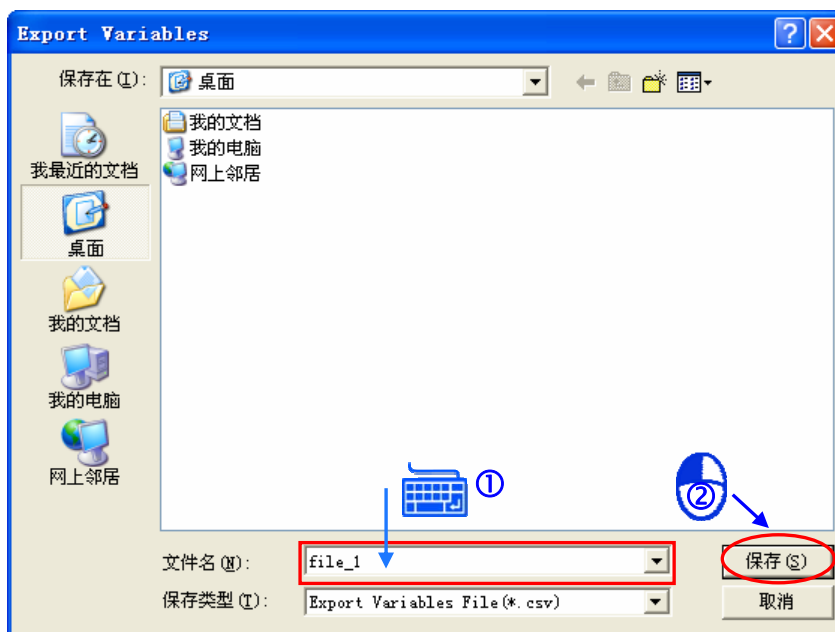 Export Variables
保存在(I):
桌面
我的文档
我的电脑
网上邻居
我最近的文档
桌面
我的文档
我的电脑
网上邻居
①
②
文件名(N):
file_1
保存(S)
保存类型(T):
Export Variables File(*.csv)
取消